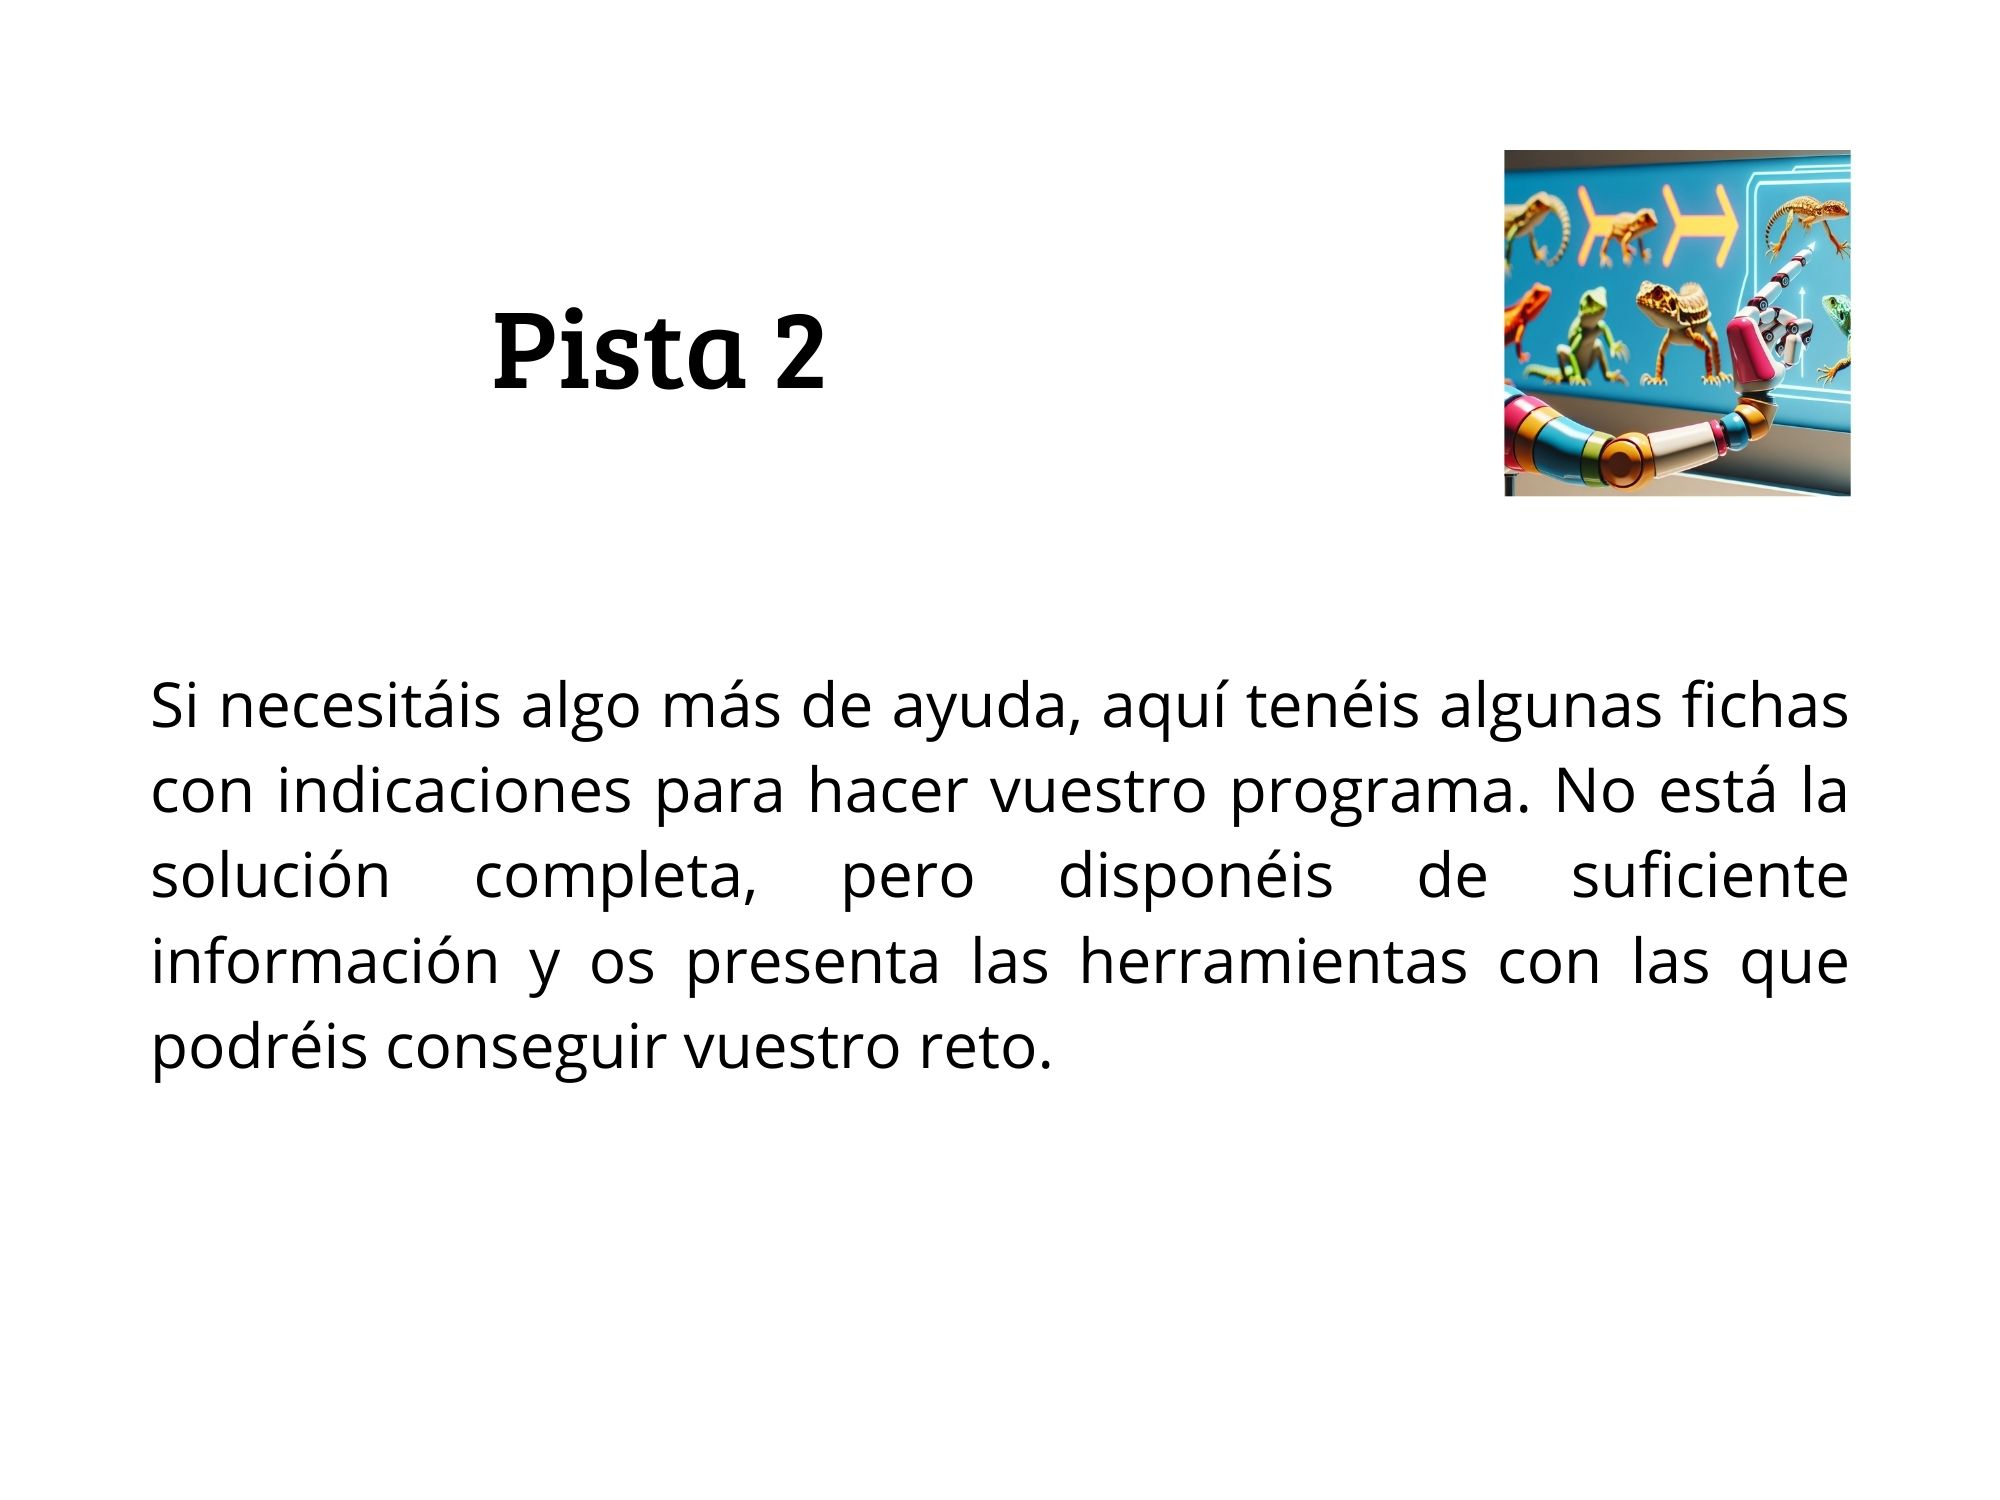 Pista 2
Si necesitáis algo más de ayuda, aquí tenéis algunas fichas
con indicaciones para hacer vuestro programa. No está la
solución completa, pero disponéis de suficiente
información y os presenta las herramientas con las que
podréis conseguir vuestro reto.